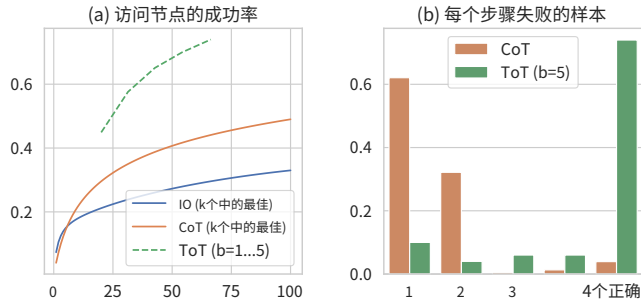 (a) 访问节点的成功率
0.6
0.4
0.2
0
25
50
75
100
IO (k个中的最佳)
CoT (k个中的最佳)
ToT (b=1...5)
(b) 每个步骤失败的样本
0.6
0.4
0.2
0.0
1
2
3
4个正确
CoT
ToT (b=5)